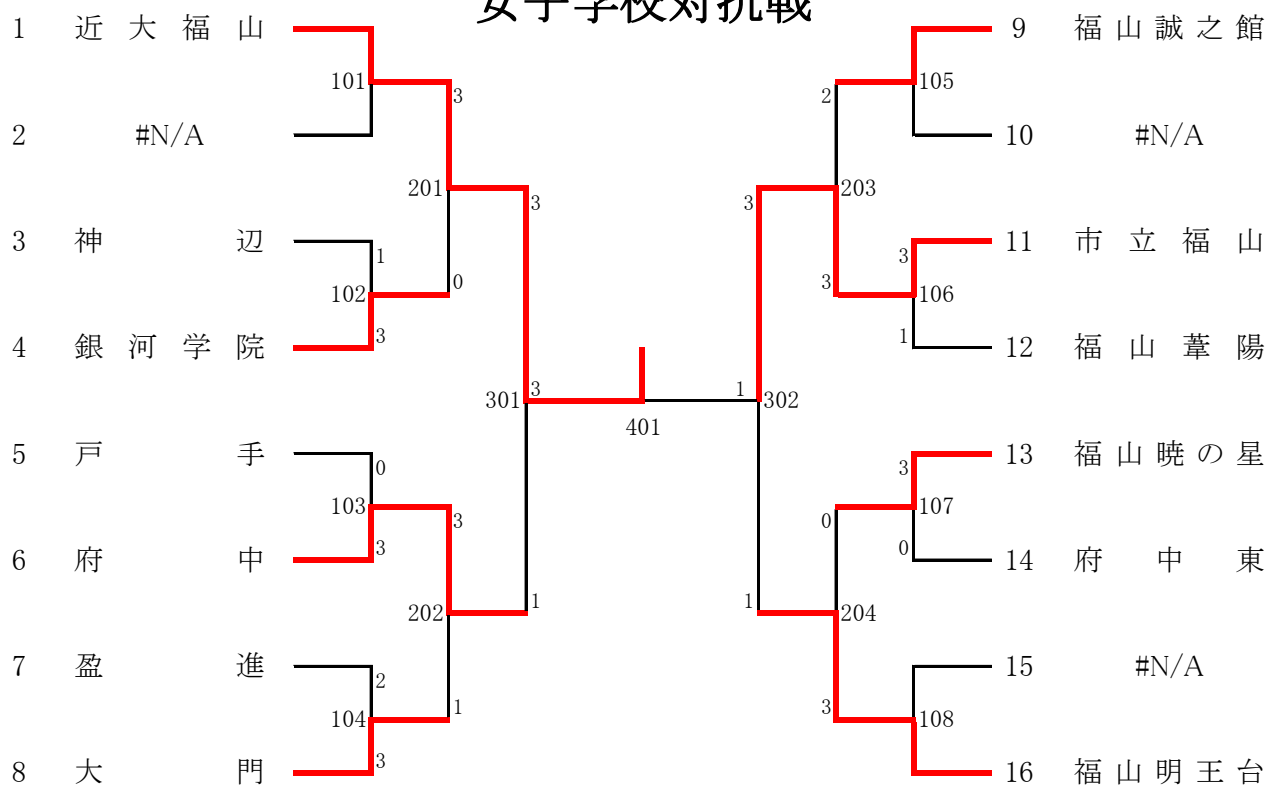 女子学校対抗戦
1 近大福山
9 福山誠之館
101
3
2
105
2 #N/A
10 #N/A
201
3
3
203
3 神辺
11 市立福山
1
3
102
0
3
106
3
1
4 銀河学院
12 福山葦陽
301
3
1
302
401
5 戸手
13 福山暁の星
0
3
103
3
0
107
3
0
6 府中
14 府中東
202
1
1
204
7 盈進
15 #N/A
2
104
1
3
108
3
8 大門
16 福山明王台